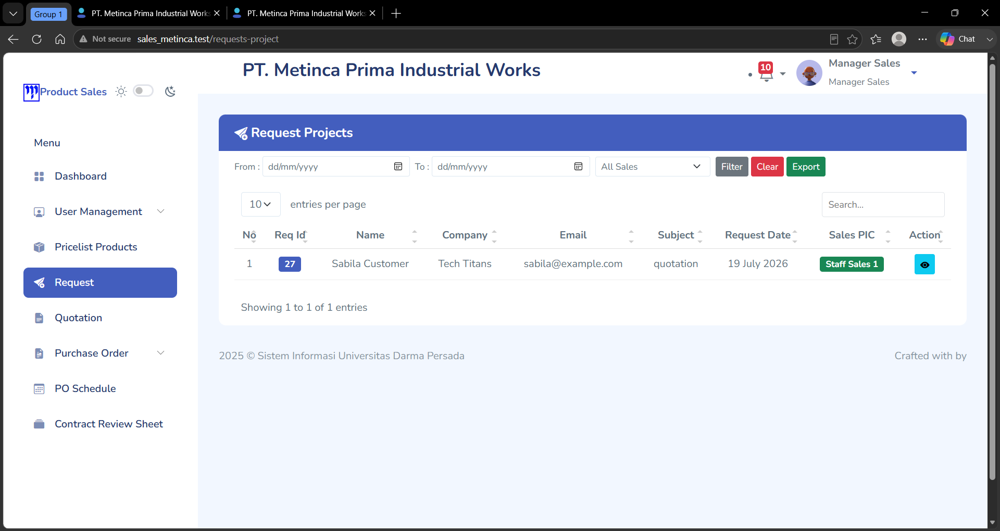 Group 1
PT. Metinca Prima Industrial Works
PT. Metinca Prima Industrial Works
Not secure sales_metinca.test/requests-project
Chat
Product Sales
PT. Metinca Prima Industrial Works
10
Manager Sales
Manager Sales
Menu
Dashboard
User Management
Pricelist Products
Request
Quotation
Purchase Order
PO Schedule
Contract Review Sheet
Request Projects
From : dd/mm/yyyy To : dd/mm/yyyy All Sales Filter Clear Export
10 entries per page Search...
No Req Id Name Company Email Subject Request Date Sales PIC Action
1 27 Sabila Customer Tech Titans sabila@example.com quotation 19 July 2026 Staff Sales 1
Showing 1 to 1 of 1 entries
2025 © Sistem Informasi Universitas Darma Persada Crafted with by